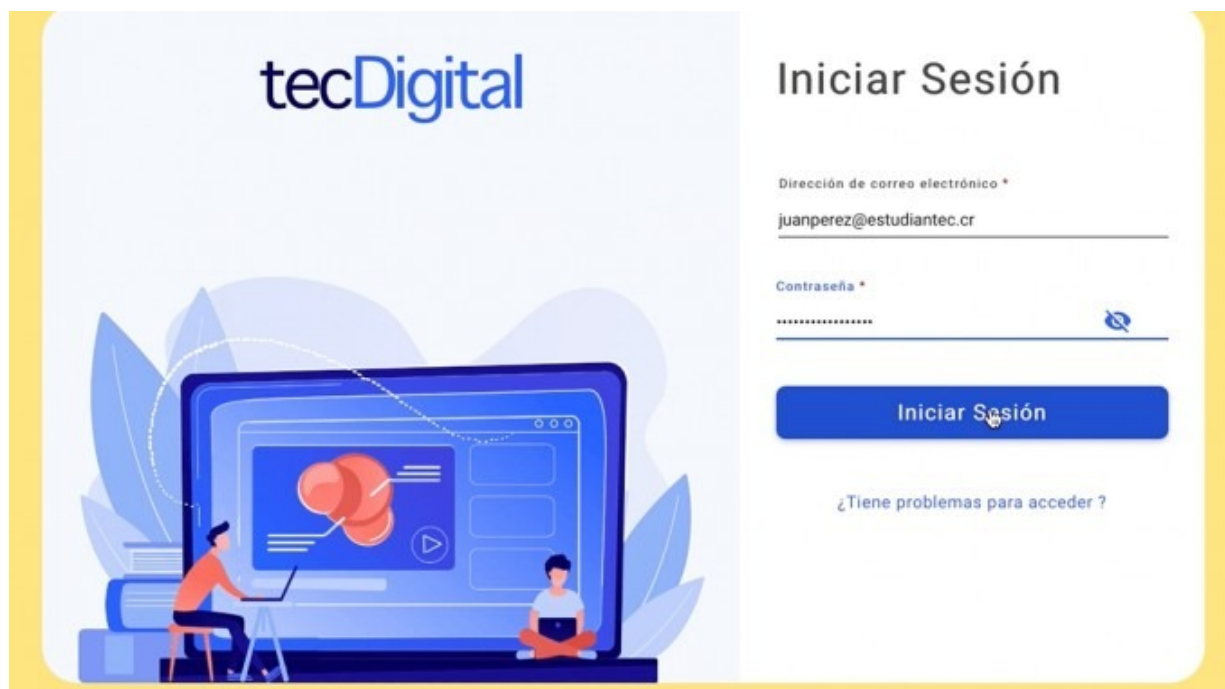 tecDigital
Iniciar Sesión
Dirección de correo electrónico *
juanperez@estudiantec.cr
Contraseña *
•••••••••••••••••
Iniciar Sesión
¿Tiene problemas para acceder ?